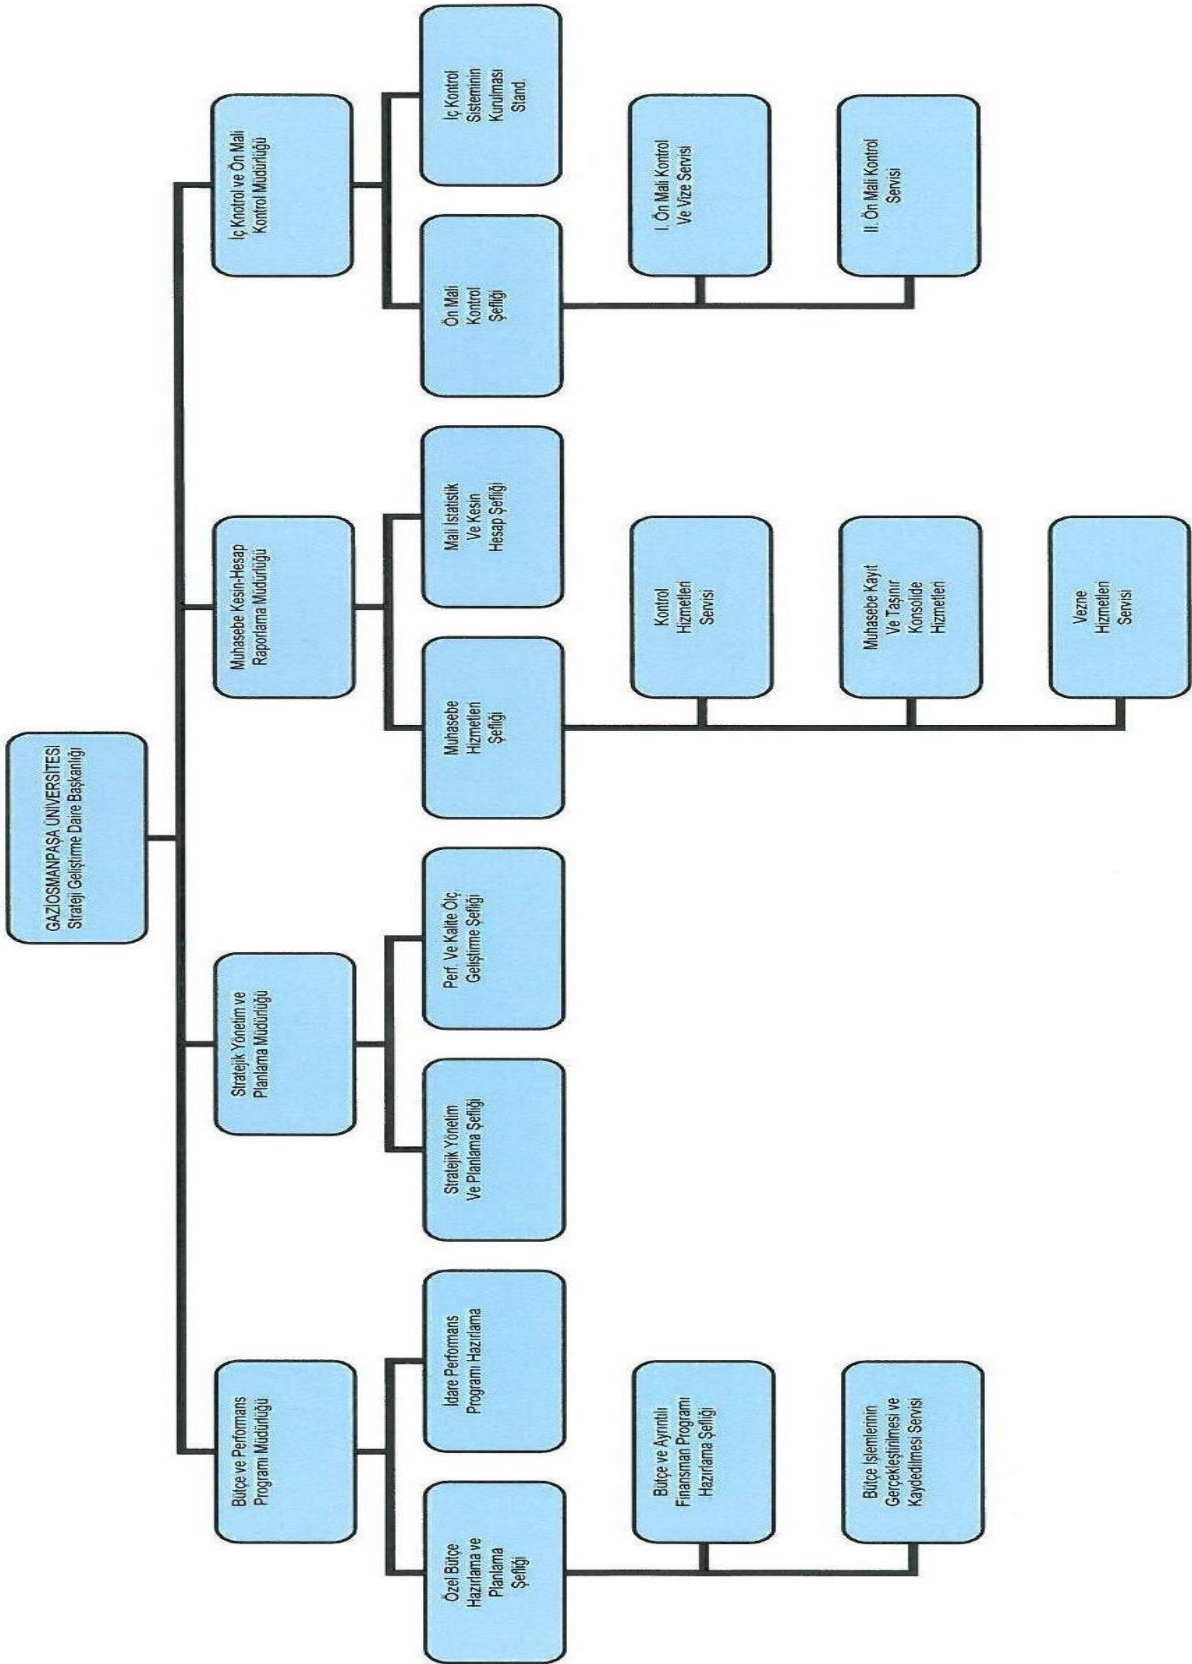 GAZİOSMANPAŞA ÜNİVERSİTESİ
Strateji Geliştirme Daire Başkanlığı
Bütçe ve Performans
Programı Müdürlüğü
Stratejik Yönetim ve
Planlama Müdürlüğü
Muhasebe Kesin-Hesap
Raporlama Müdürlüğü
İç Knotrol ve Ön Mali
Kontrol Müdürlüğü
Özel Bütçe
Hazırlama ve
Planlama
Şefliği
İdare Performans
Programı Hazırlama
Stratejik Yönetim
Ve Planlama Şefliği
Perf. Ve Kalite Ölç.
Geliştirme Şefliği
Muhasebe
Hizmetleri
Şefliği
Mali İstatistik
Ve Kesin
Hesap Şefliği
Ön Mali
Kontrol
Şefliği
İç Kontrol
Sisteminin
Kurulması
Stand.
Bütçe ve Ayrıntılı
Finansman Programı
Hazırlama Şefliği
Kontrol
Hizmetleri
Servisi
I. Ön Mali Kontrol
Ve Vize Servisi
Bütçe İşlemlerinin
Gerçekleştirilmesi ve
Kaydedilmesi Servisi
Muhasebe Kayıt
Ve Taşınır
Konsolide
Hizmetleri
II. Ön Mali Kontrol
Servisi
Vezne
Hizmetleri
Servisi